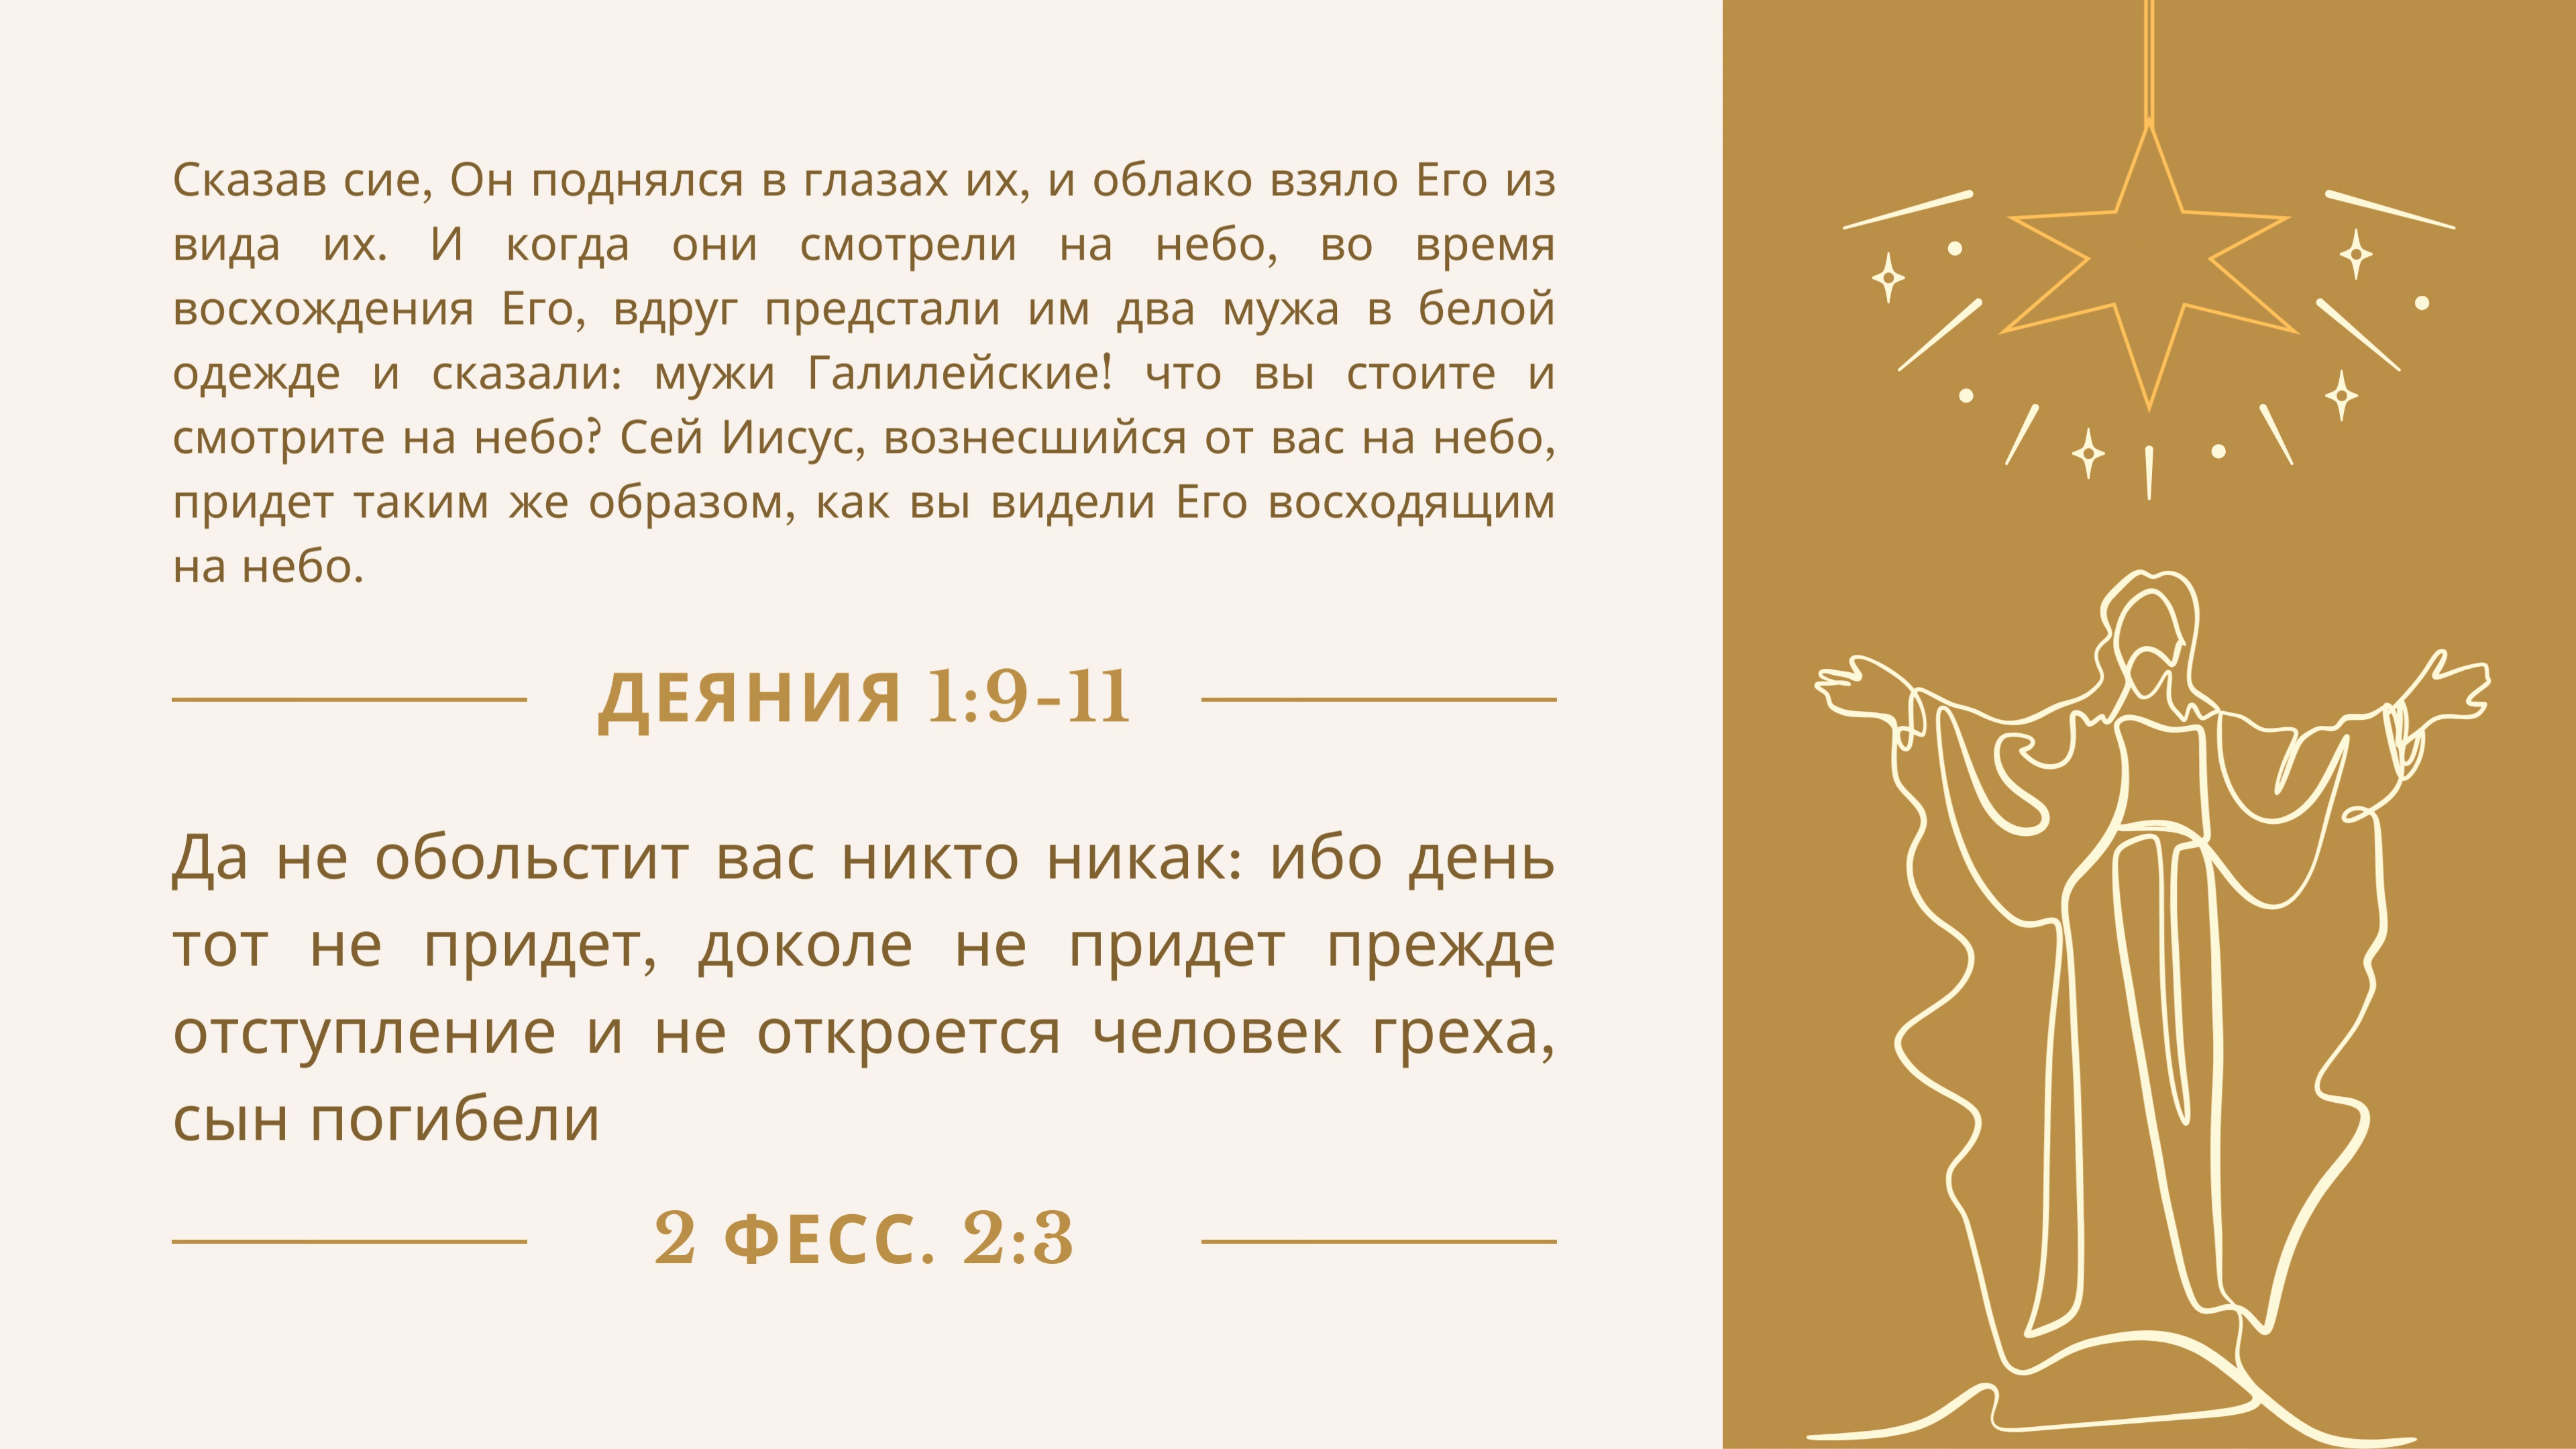 Сказав сие, Он поднялся в глазах их, и облако взяло Его из
вида их. И когда они смотрели на небо, во время
восхождения Его, вдруг предстали им два мужа в белой
одежде и сказали: мужи Галилейские! что вы стоите и
смотрите на небо? Сей Иисус, вознесшийся от вас на небо,
придет таким же образом, как вы видели Его восходящим
на небо.
ДЕЯНИЯ 1:9-11
Да не обольстит вас никто никак: ибо день
тот не придет, доколе не придет прежде
отступление и не откроется человек греха,
сын погибели
2 ФЕСС. 2:3